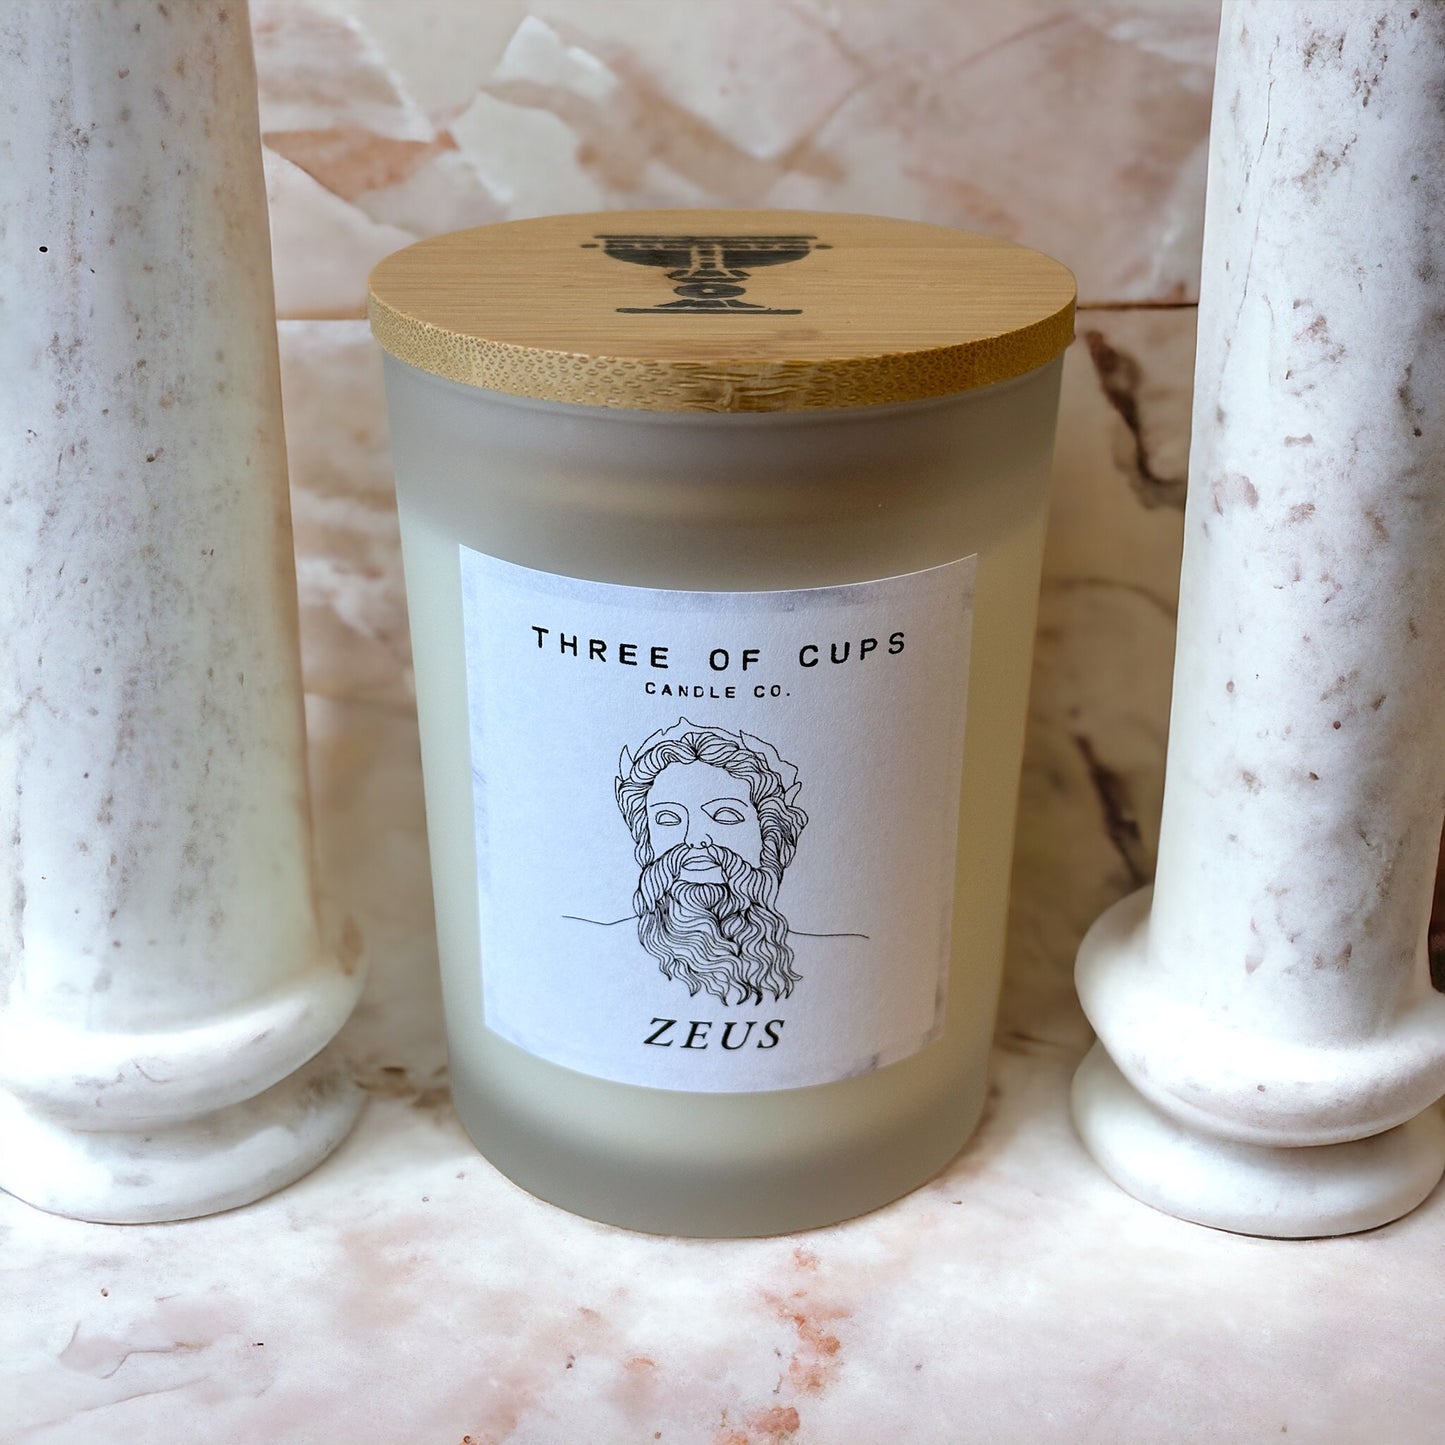 THREE OF CUPS
CANDLE CO.
ZEUS